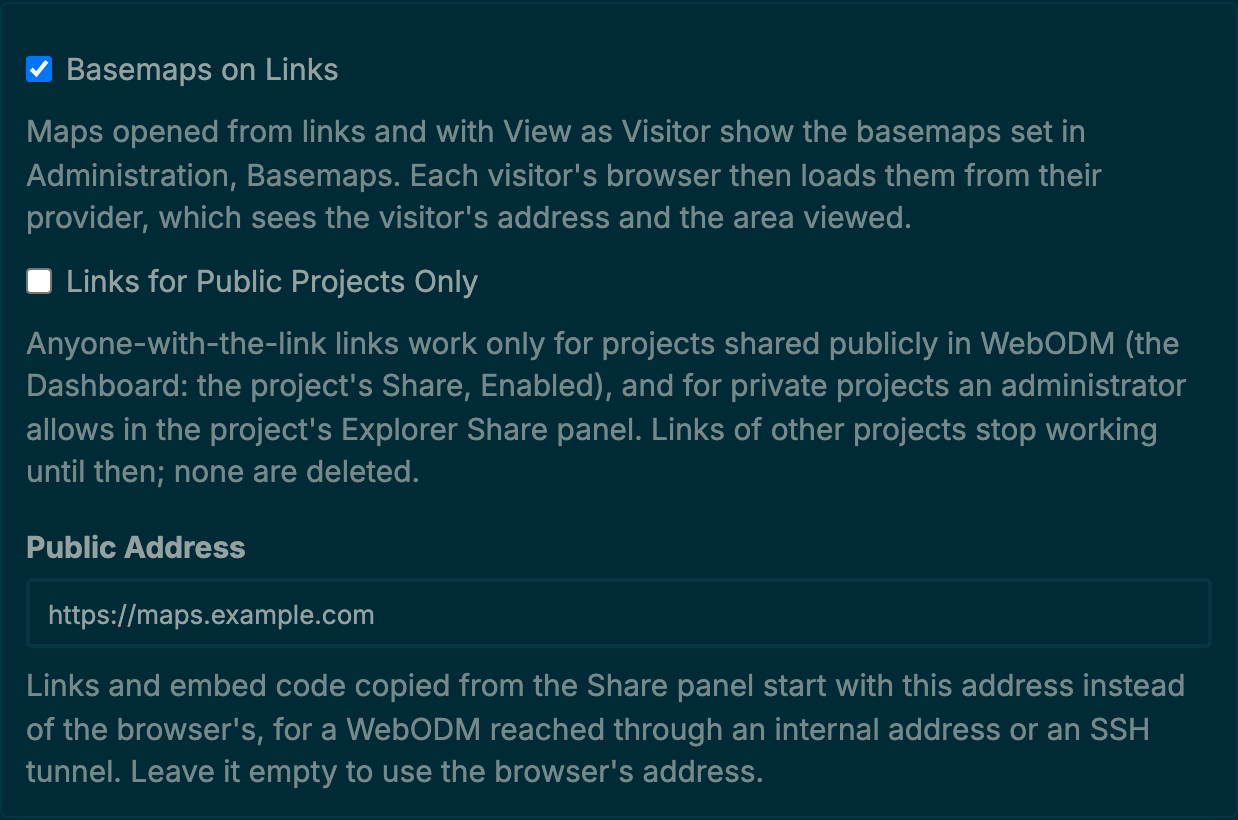 Basemaps on Links
Maps opened from links and with View as Visitor show the basemaps set in
Administration, Basemaps. Each visitor's browser then loads them from their
provider, which sees the visitor's address and the area viewed.
Links for Public Projects Only
Anyone-with-the-link links work only for projects shared publicly in WebODM (the
Dashboard: the project's Share, Enabled), and for private projects an administrator
allows in the project's Explorer Share panel. Links of other projects stop working
until then; none are deleted.
Public Address
https://maps.example.com
Links and embed code copied from the Share panel start with this address instead
of the browser's, for a WebODM reached through an internal address or an SSH
tunnel. Leave it empty to use the browser's address.